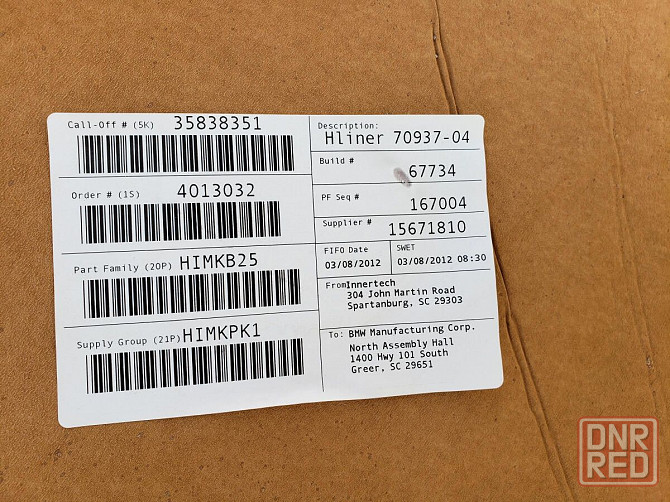 Call-Off # (5K) 35838351
Order # (1S) 4013032
Part Family (20P) HIMKB25
Supply Group (21P) HIMKPK1
Description:
Hliner 70937-04
Build #
67734
PF Seq #
167004
Supplier #
15671810
FIFO Date
03/08/2012
SWET
03/08/2012 08:30
From Innertech
304 John Martin Road
Spartanburg, SC 29303
To: BMW Manufacturing Corp.
North Assembly Hall
1400 Hwy 101 South
Greer, SC 29651
DNR
RED